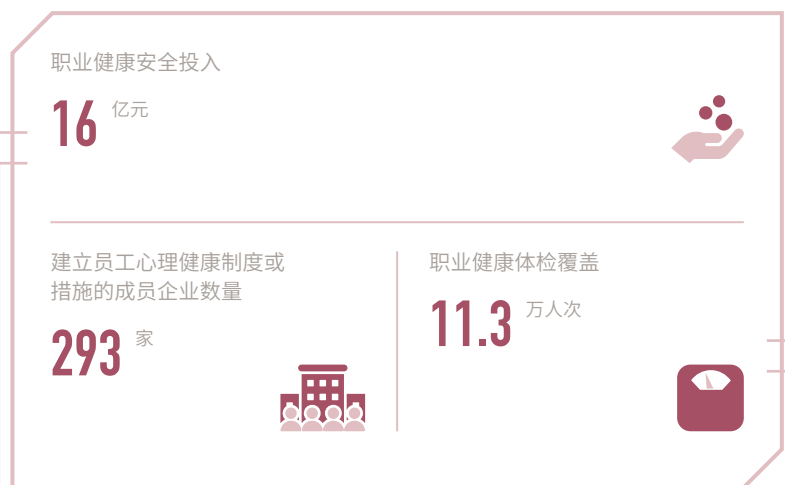 职业健康安全投入
16 亿元
建立员工心理健康制度或
措施的成员企业数量
293 家
职业健康体检覆盖
11.3 万人次